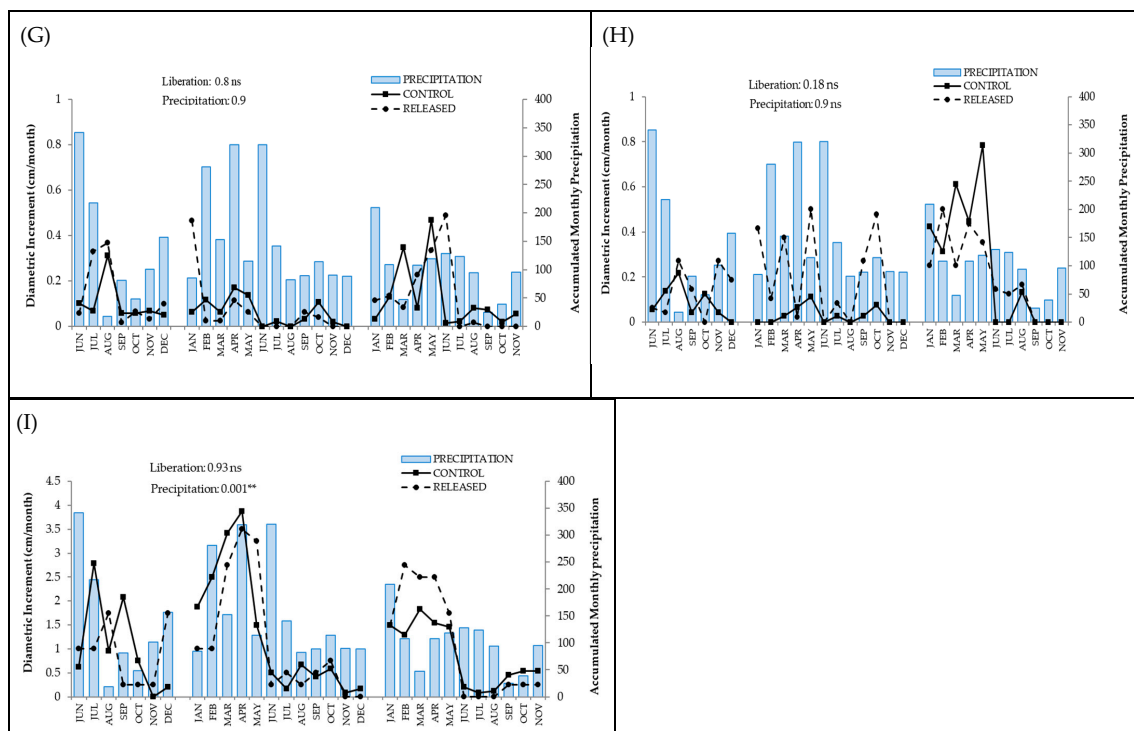 (G)
Liberation: 0.8 ns
Precipitation: 0.9
PRECIPITATION
CONTROL
RELEASED
Diametric Increment (cm/month)
1
0.8
0.6
0.4
0.2
0
Accumulated Monthly Precipitation
400
350
300
250
200
150
100
50
0
JUN JUL AUG SEP OCT NOV DEC JAN FEB MAR APR MAY JUN JUL AUG SEP OCT NOV DEC JAN FEB MAR APR MAY JUN JUL AUG SEP OCT NOV
(H)
Liberation: 0.18 ns
Precipitation: 0.9 ns
PRECIPITATION
CONTROL
RELEASED
Diametric Increment (cm/month)
1
0.8
0.6
0.4
0.2
0
Accumulated Monthly Precipitation
400
350
300
250
200
150
100
50
0
JUN JUL AUG SEP OCT NOV DEC JAN FEB MAR APR MAY JUN JUL AUG SEP OCT NOV DEC JAN FEB MAR APR MAY JUN JUL AUG SEP OCT NOV
(I)
Liberation: 0.93 ns
Precipitation: 0.001**
PRECIPITATION
CONTROL
RELEASED
Diametric Increment (cm/month)
4.5
4
3.5
3
2.5
2
1.5
1
0.5
0
Accumulated Monthly precipitation
400
350
300
250
200
150
100
50
0
JUN JUL AUG SEP OCT NOV DEC JAN FEB MAR APR MAY JUN JUL AUG SEP OCT NOV DEC JAN FEB MAR APR MAY JUN JUL AUG SEP OCT NOV